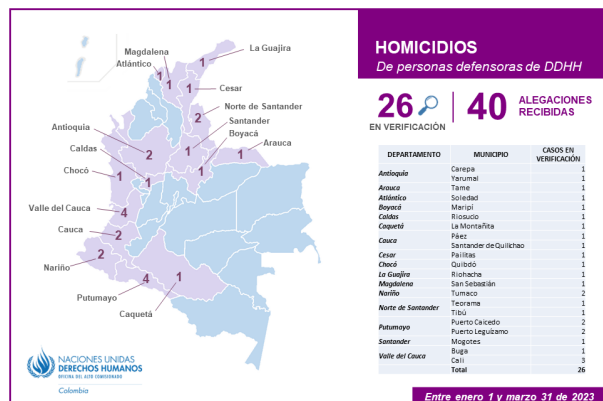 HOMICIDIOS
De personas defensoras de DDHH
26
EN VERIFICACIÓN
40
ALEGACIONES
RECIBIDAS
La Guajira
1
Magdalena
1
Atlántico
1
Cesar
1
Norte de Santander
2
Santander
1
Boyacá
1
Arauca
1
Antioquia
2
Caldas
1
Chocó
1
Valle del Cauca
4
Cauca
2
Nariño
2
Putumayo
4
Caquetá
1
DEPARTAMENTO MUNICIPIO CASOS EN
VERIFICACIÓN
Antioquia Carepa 1
Yarumal 1
Arauca Tame 1
Atlántico Soledad 1
Boyacá Maripí 1
Caldas Riosucio 1
Caquetá La Montañita 1
Cauca Páez 1
Santander de Quilichao 1
Cesar Pailitas 1
Chocó Quibdó 1
La Guajira Riohacha 1
Magdalena San Sebastián 1
Nariño Tumaco 2
Norte de Santander Teorama 1
Tibú 1
Putumayo Puerto Caicedo 2
Puerto Leguízamo 2
Santander Mogotes 1
Valle del Cauca Buga 1
Cali 3
Total 26
NACIONES UNIDAS
DERECHOS HUMANOS
OFICINA DEL ALTO COMISIONADO
Colombia
Entre enero 1 y marzo 31 de 2023